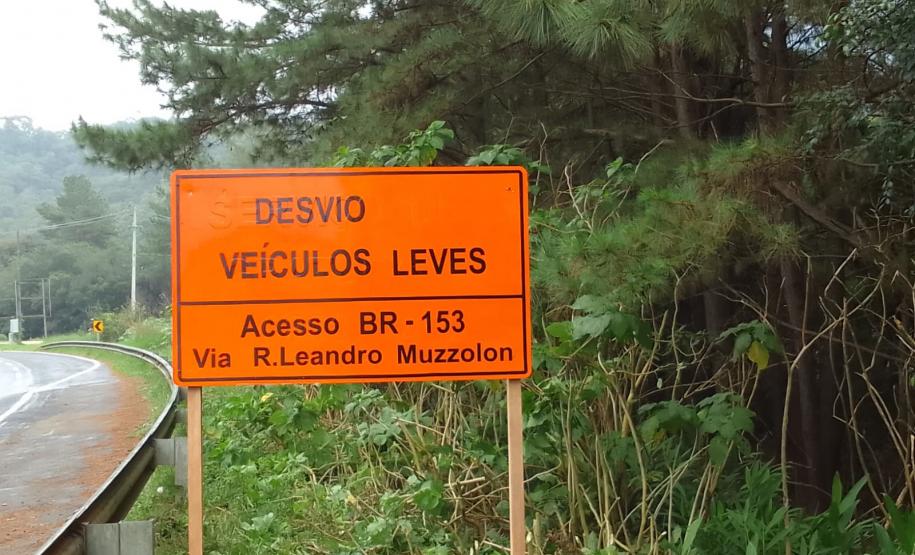 DESVIO
VEÍCULOS LEVES
Acesso BR - 153
Via R.Leandro Muzzolon